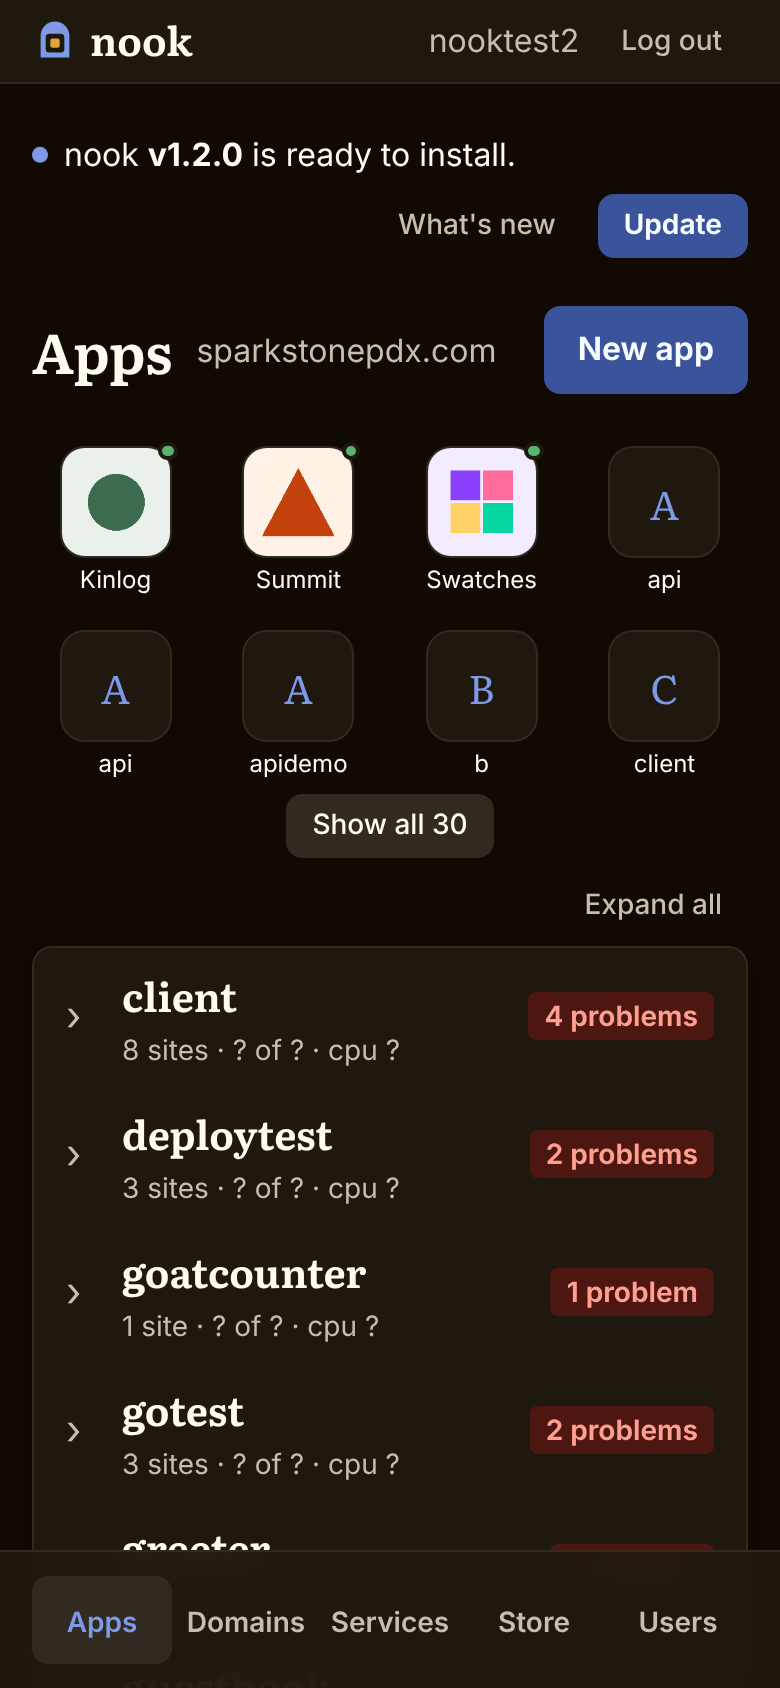 nook
nooktest2 Log out
nook v1.2.0 is ready to install.
What's new Update
Apps sparkstonepdx.com New app
Kinlog Summit Swatches A api
A api A apidemo B b C client
Show all 30
Expand all
client
8 sites · ? of ? · cpu ?
4 problems
deploytest
3 sites · ? of ? · cpu ?
2 problems
goatcounter
1 site · ? of ? · cpu ?
1 problem
gotest
3 sites · ? of ? · cpu ?
2 problems
greeter
Apps Domains Services Store Users
guestbook